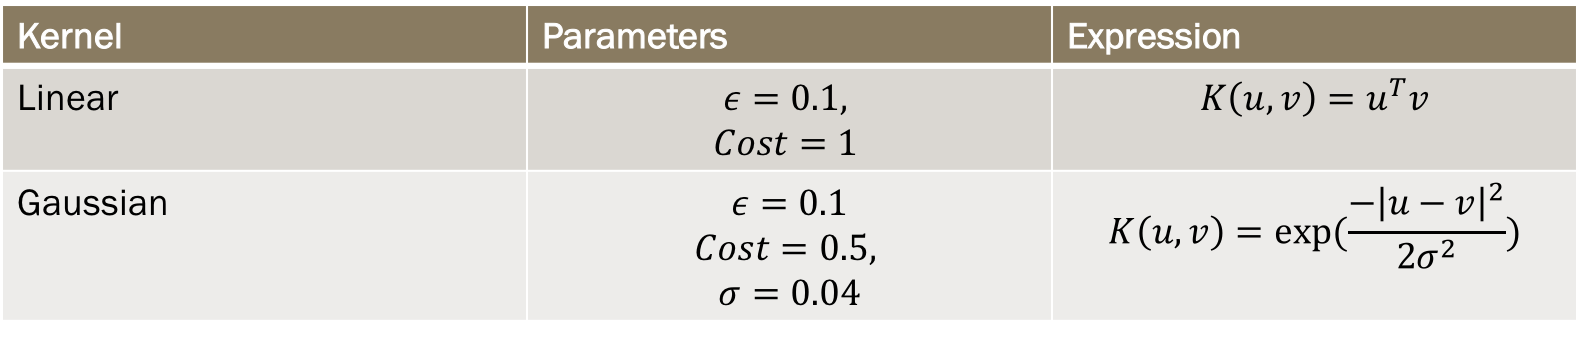 Kernel Parameters Expression
Linear ϵ = 0.1, K(u, v) = uᵀv
Cost = 1
Gaussian ϵ = 0.1 K(u, v) = exp(−|u − v|²/2σ²)
Cost = 0.5,
σ = 0.04